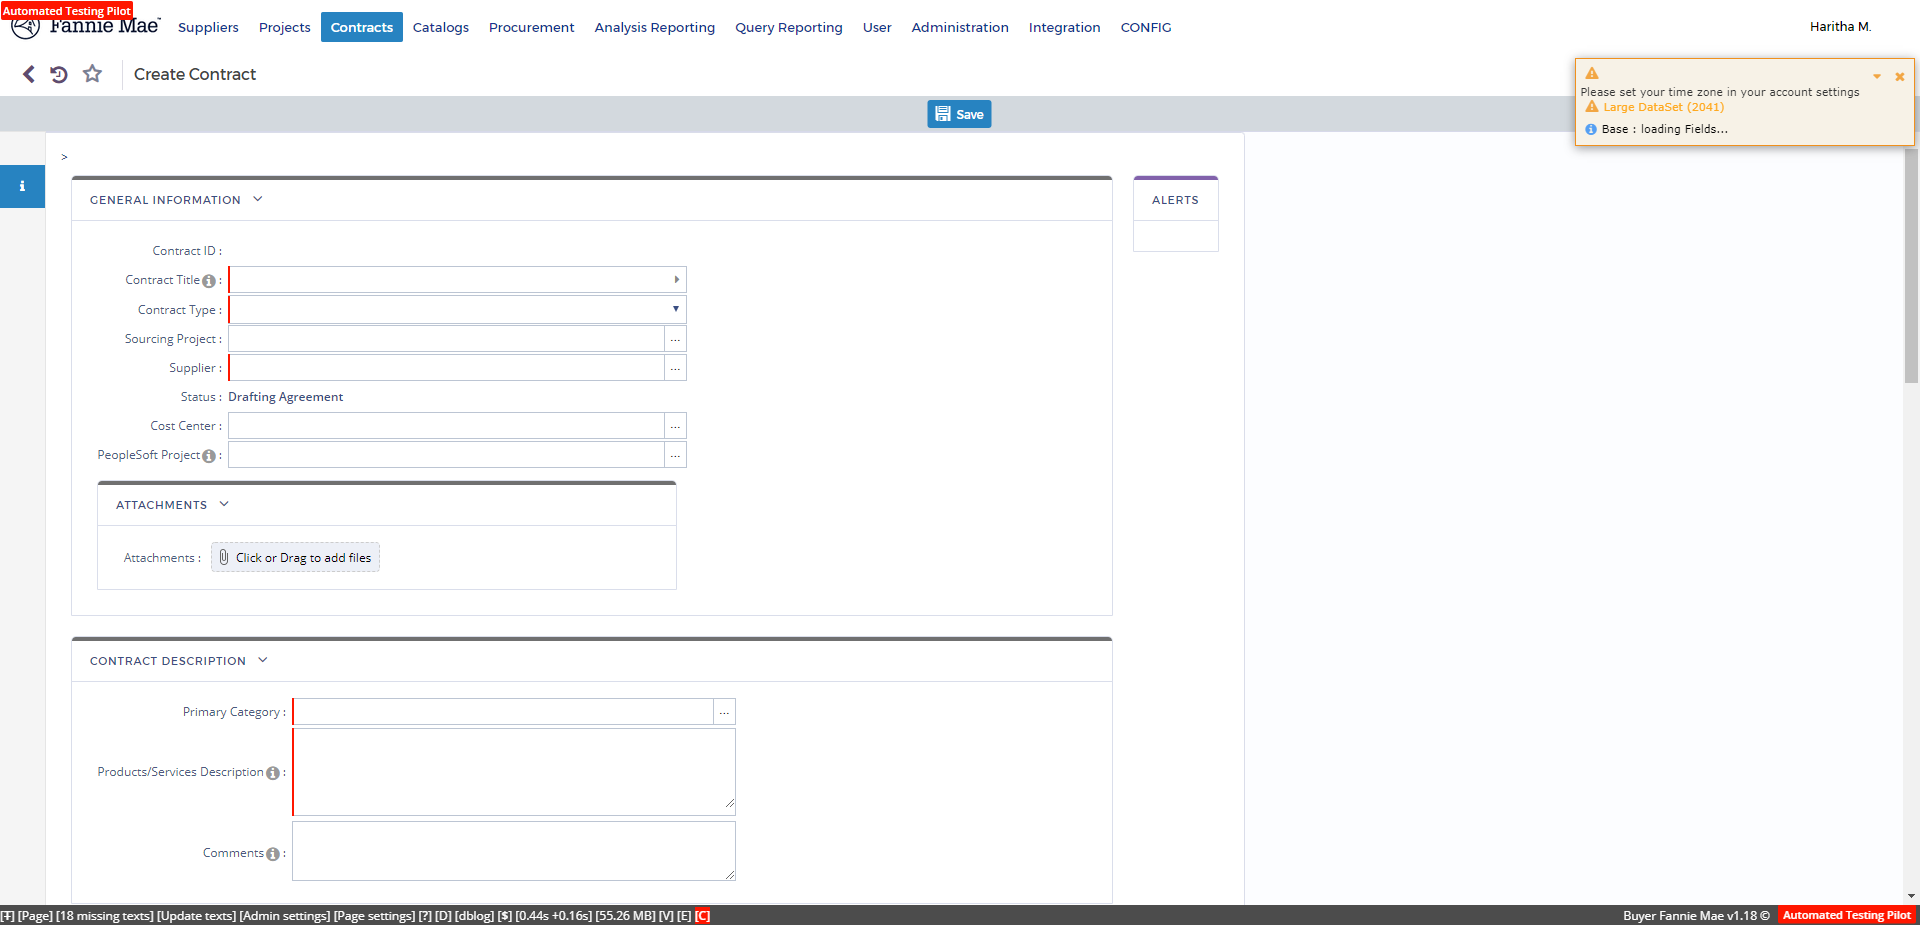 Automated Testing Pilot
Fannie Mae
Suppliers Projects Contracts Catalogs Procurement Analysis Reporting Query Reporting User Administration Integration CONFIG
Haritha M.
Create Contract
Please set your time zone in your account settings
Large DataSet (2041)
Base : loading Fields...
Save
>
GENERAL INFORMATION
ALERTS
Contract ID :
Contract Title :
Contract Type :
Sourcing Project : ...
Supplier : ...
Status : Drafting Agreement
Cost Center : ...
PeopleSoft Project : ...
ATTACHMENTS
Attachments : Click or Drag to add files
CONTRACT DESCRIPTION
Primary Category : ...
Products/Services Description :
Comments :
[T] [Page] [18 missing texts] [Update texts] [Admin settings] [Page settings] [?] [D] [dblog] [$] [0.44s +0.16s] [55.26 MB] [V] [E] [C]
Buyer Fannie Mae v1.18 © Automated Testing Pilot